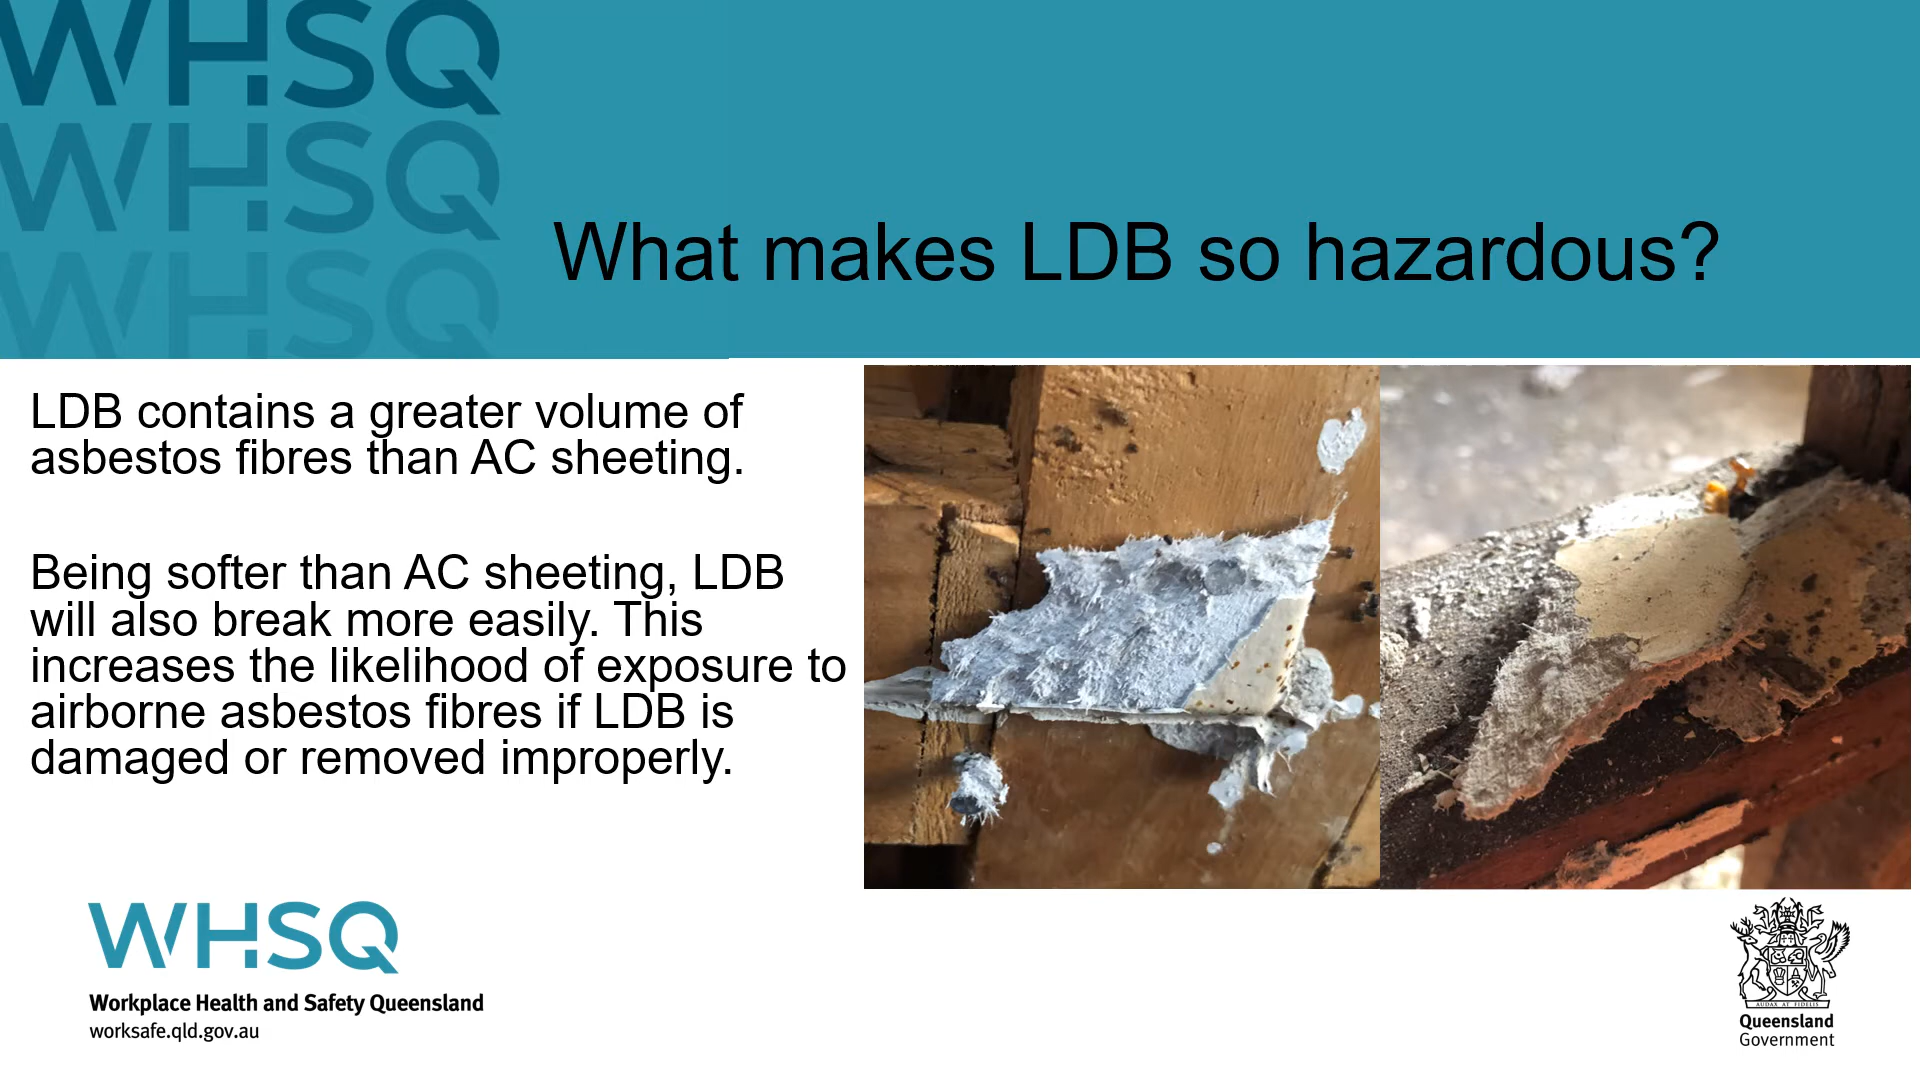 WHSQ
WHSQ
WHSQ
What makes LDB so hazardous?
LDB contains a greater volume of
asbestos fibres than AC sheeting.
Being softer than AC sheeting, LDB
will also break more easily. This
increases the likelihood of exposure to
airborne asbestos fibres if LDB is
damaged or removed improperly.
WHSQ
Workplace Health and Safety Queensland
worksafe.qld.gov.au
AUDAX AT FIDELIS
Queensland
Government